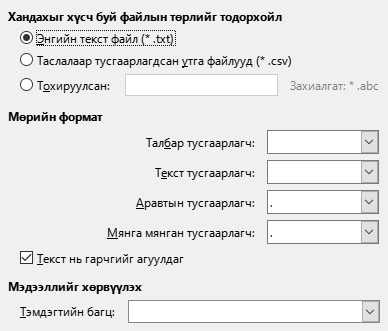 Хандахыг хүсч буй файлын төрлийг тодорхойл
Энгийн текст файл (* .txt)
Таслалаар тусгаарлагдсан утга файлууд (* .csv)
Тохируулсан:
Захиалгат: *.abc
Мөрийн формат
Талбар тусгаарлагч:
Текст тусгаарлагч:
Аравтын тусгаарлагч: .
Мянга мянган тусгаарлагч: .
Текст нь гарчгийг агуулдаг
Мэдээллийг хөрвүүлэх
Тэмдэгтийн багц: